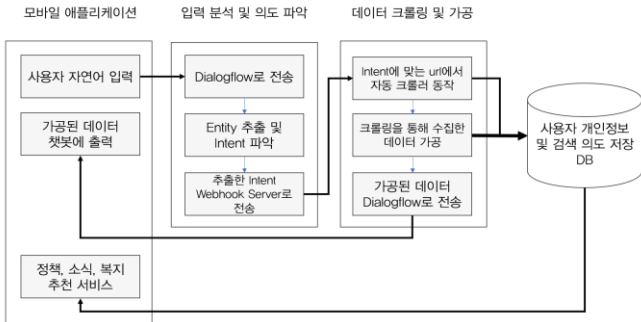 모바일 애플리케이션
입력 분석 및 의도 파악
데이터 크롤링 및 가공
사용자 자연어 입력
가공된 데이터
챗봇에 출력
정책, 소식, 복지
추천 서비스
Dialogflow로 전송
Entity 추출 및
Intent 파악
추출한 Intent
Webhook Server로
전송
Intent에 맞는 url에서
자동 크롤러 동작
크롤링을 통해 수집한
데이터 가공
가공된 데이터
Dialogflow로 전송
사용자 개인정보
및 검색 의도 저장
DB